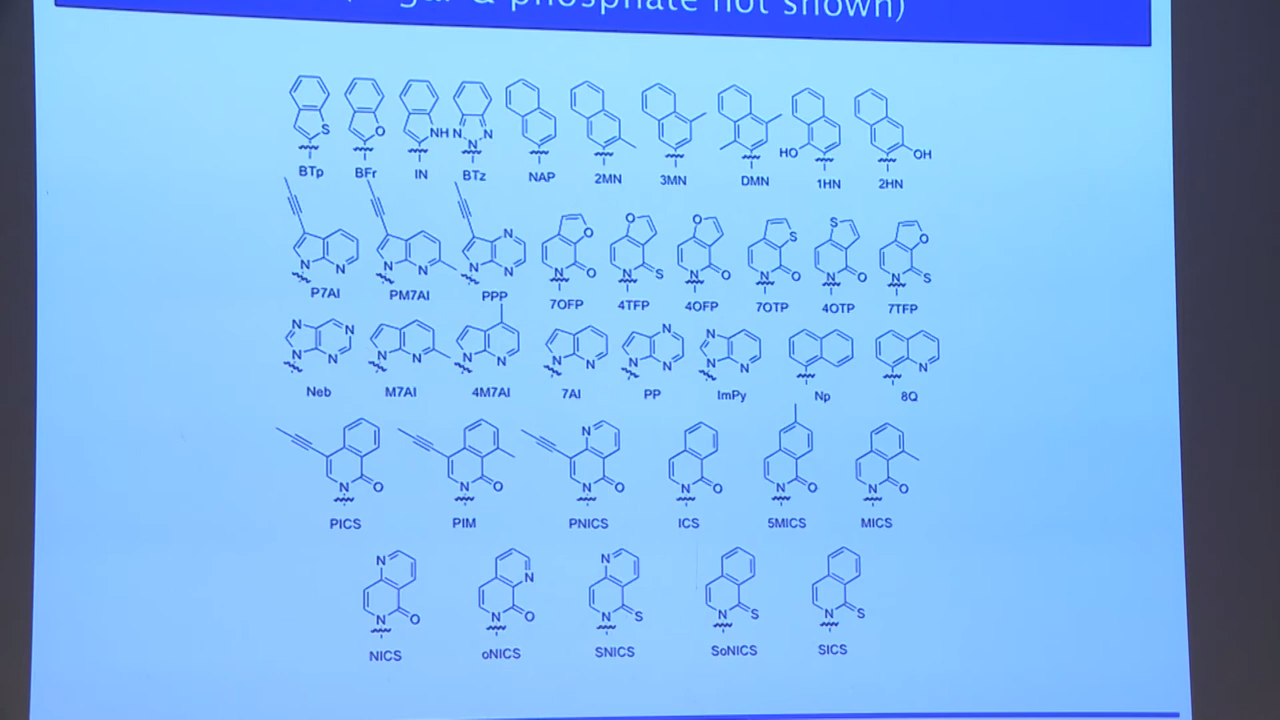 & phosphate not shown)
S O NH N N N HO OH
BTp BFr IN BTz NAP 2MN 3MN DMN 1HN 2HN
N N N N N N N N O N O N S O N O O N O S N O S N O N S
P7AI PM7AI PPP 7OFP 4TFP 4OFP 7OTP 4OTP 7TFP
N N N N N N N N N N N N N N N N N
Neb M7AI 4M7AI 7AI PP ImPy Np 8Q
N O N O N N O N O N O N O
PICS PIM PNICS ICS 5MICS MICS
N N O N N O N N S N S N S
NICS oNICS SNICS SoNICS SICS